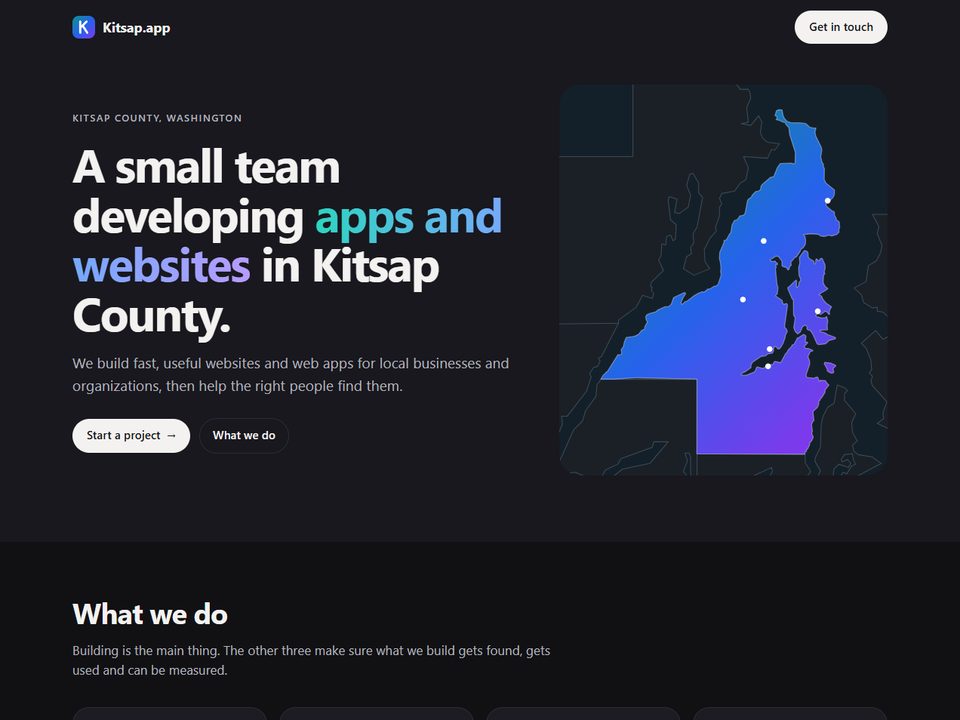 K Kitsap.app
Get in touch
KITSAP COUNTY, WASHINGTON
A small team
developing apps and
websites in Kitsap
County.
We build fast, useful websites and web apps for local businesses and
organizations, then help the right people find them.
Start a project →
What we do
What we do
Building is the main thing. The other three make sure what we build gets found, gets
used and can be measured.